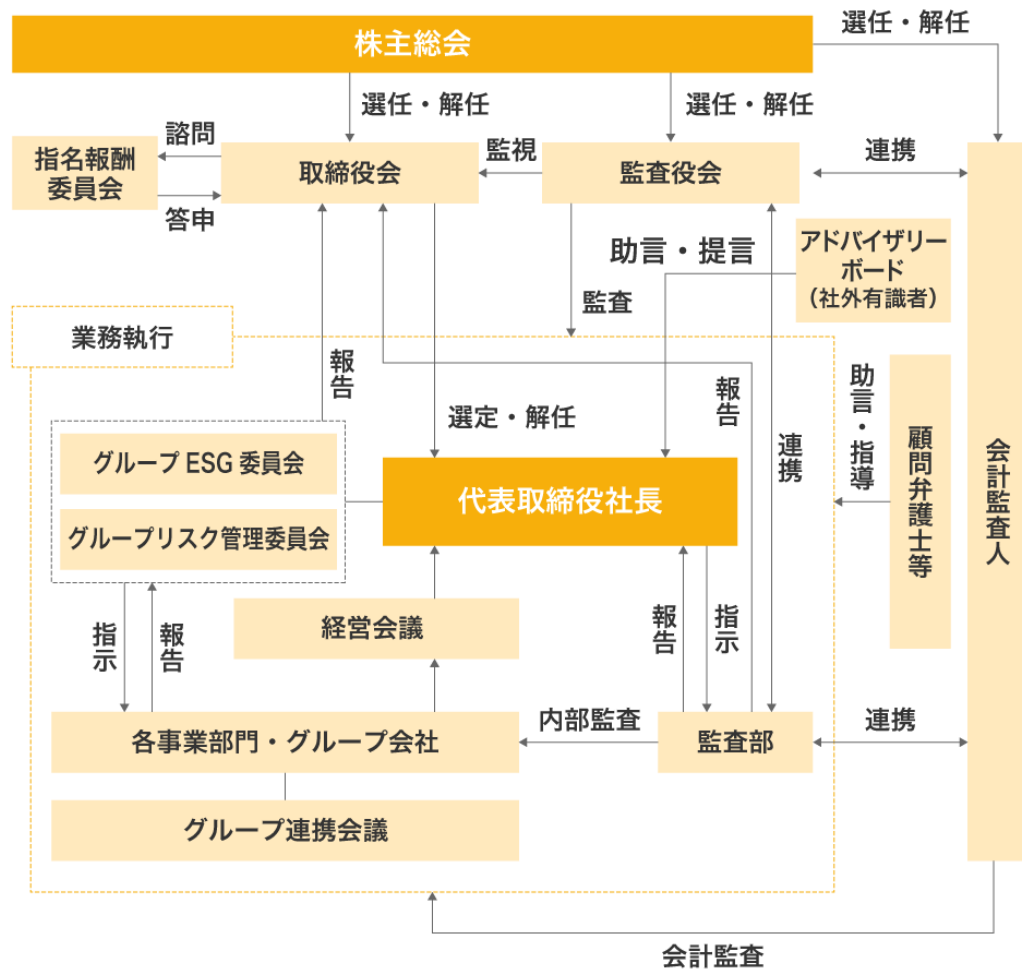 株主総会
選任・解任
選任・解任
選任・解任
指名報酬
委員会
諮問
答申
取締役会
監視
監査役会
連携
助言・提言
アドバイザリー
ボード
（社外有識者）
監査
業務執行
報告
選定・解任
報告
連携
助言・指導
顧問弁護士等
会計監査人
グループ ESG 委員会
グループリスク管理委員会
代表取締役社長
指示
報告
経営会議
報告
指示
各事業部門・グループ会社
内部監査
監査部
連携
グループ連携会議
会計監査